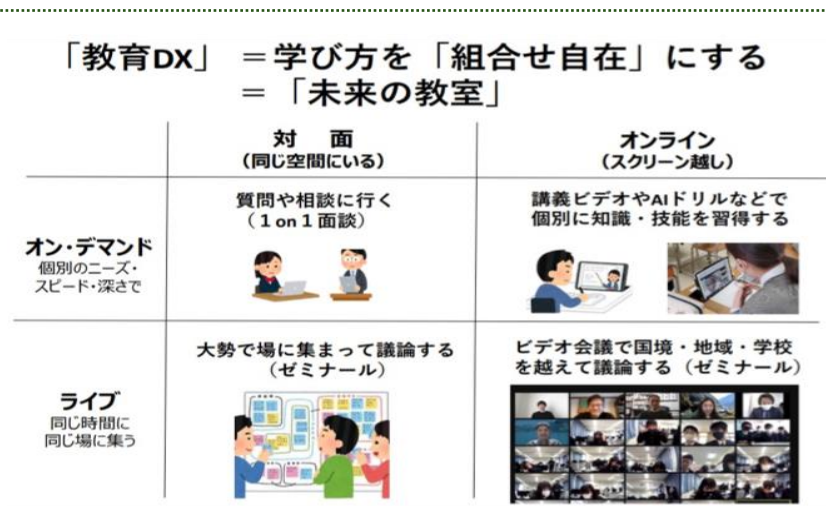 「教育DX」 ＝学び方を「組合せ自在」にする
＝「未来の教室」
対　面
（同じ空間にいる）
オンライン
（スクリーン越し）
オン・デマンド
個別のニーズ・
スピード・深さで
質問や相談に行く
（１on１面談）
講義ビデオやAIドリルなどで
個別に知識・技能を習得する
ライブ
同じ時間に
同じ場に集う
大勢で場に集まって議論する
（ゼミナール）
ビデオ会議で国境・地域・学校
を越えて議論する（ゼミナール）